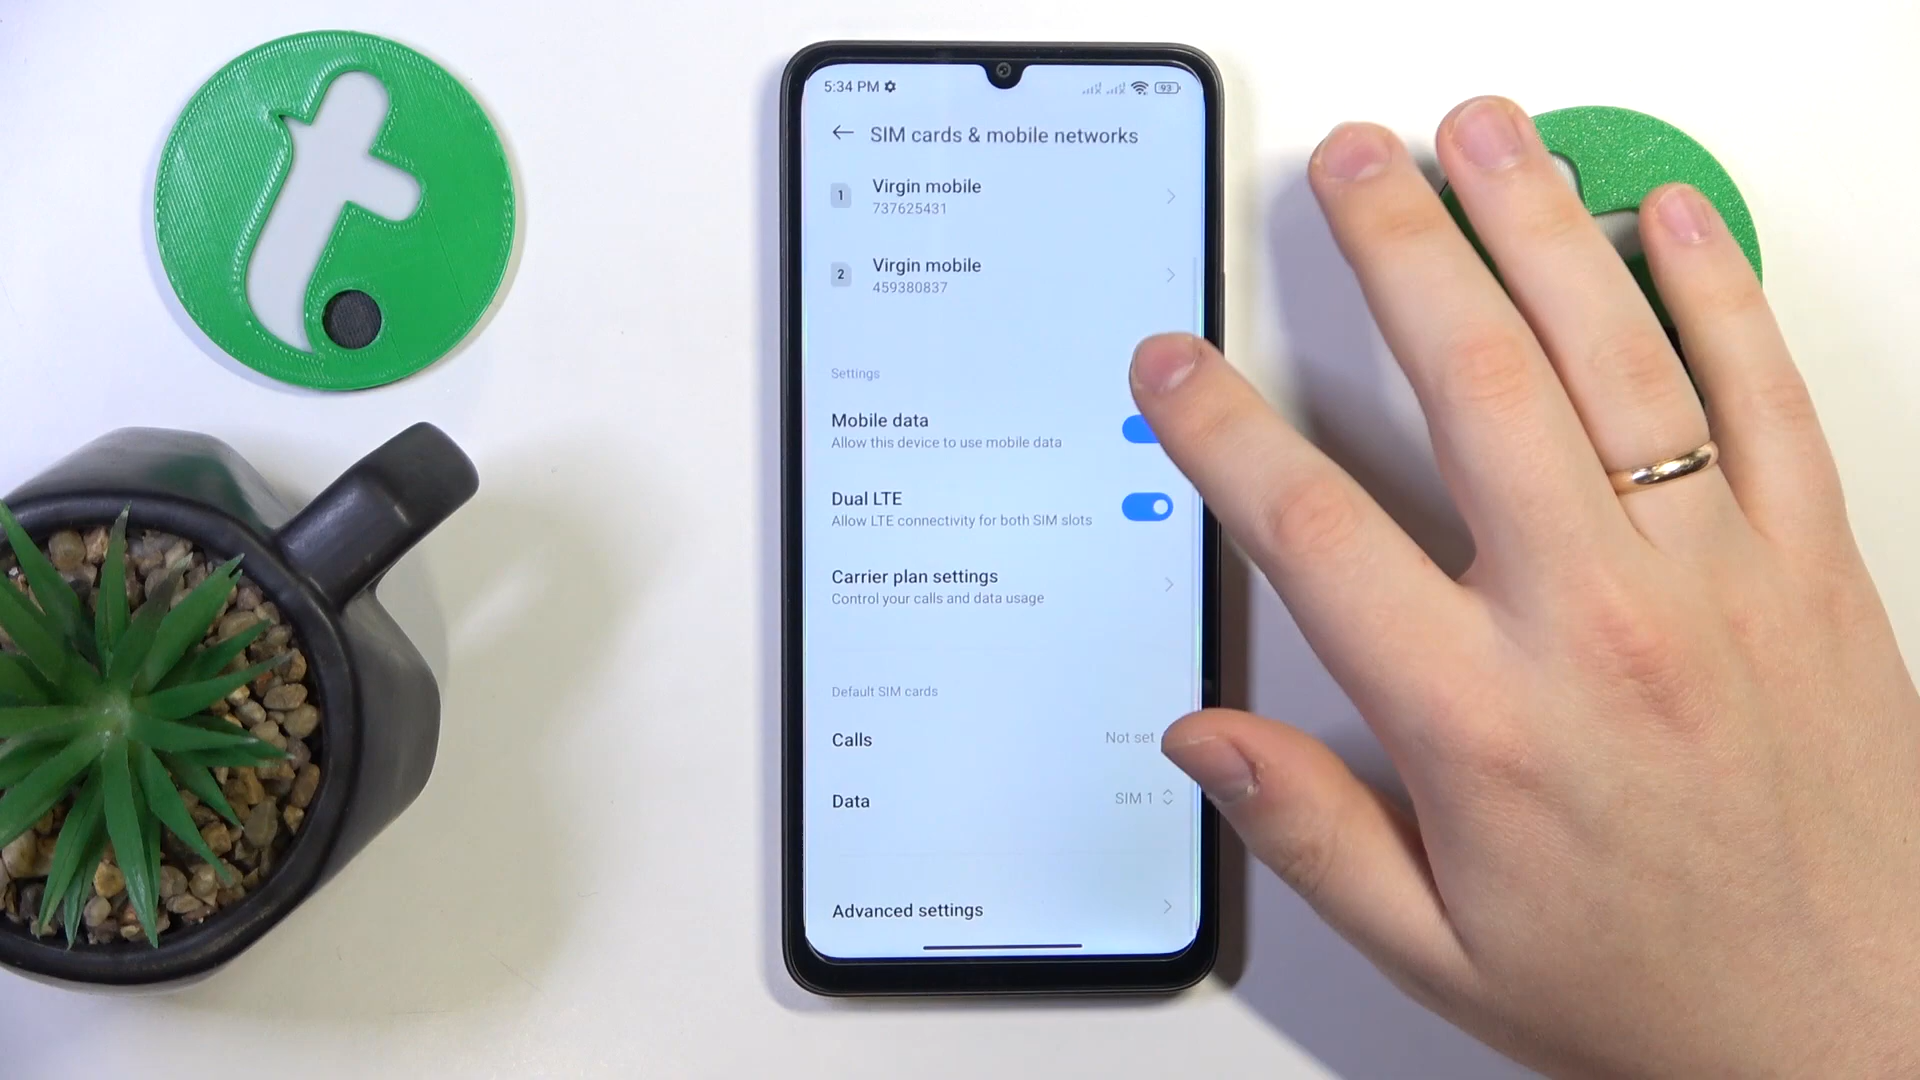 5:34 PM
93
SIM cards & mobile networks
1
Virgin mobile
737625431
2
Virgin mobile
459380837
Settings
Mobile data
Allow this device to use mobile data
Dual LTE
Allow LTE connectivity for both SIM slots
Carrier plan settings
Control your calls and data usage
Default SIM cards
Calls
Not set
Data
SIM 1
Advanced settings
t.